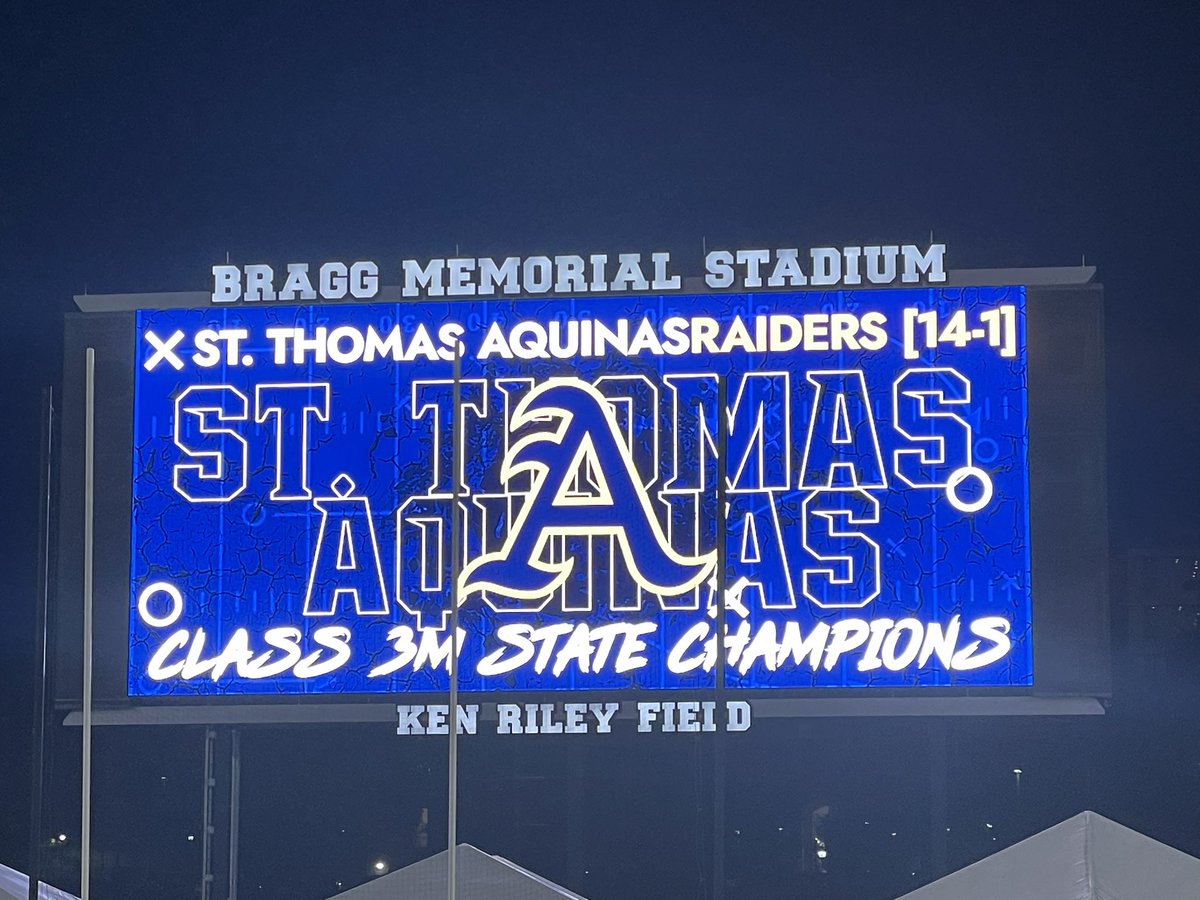 BRAGG MEMORIAL STADIUM
ST. THOMAS AQUINASRAIDERS [14-1]
ST. THOMAS
AQUINAS
A
CLASS 3M STATE CHAMPIONS
KEN RILEY FIELD